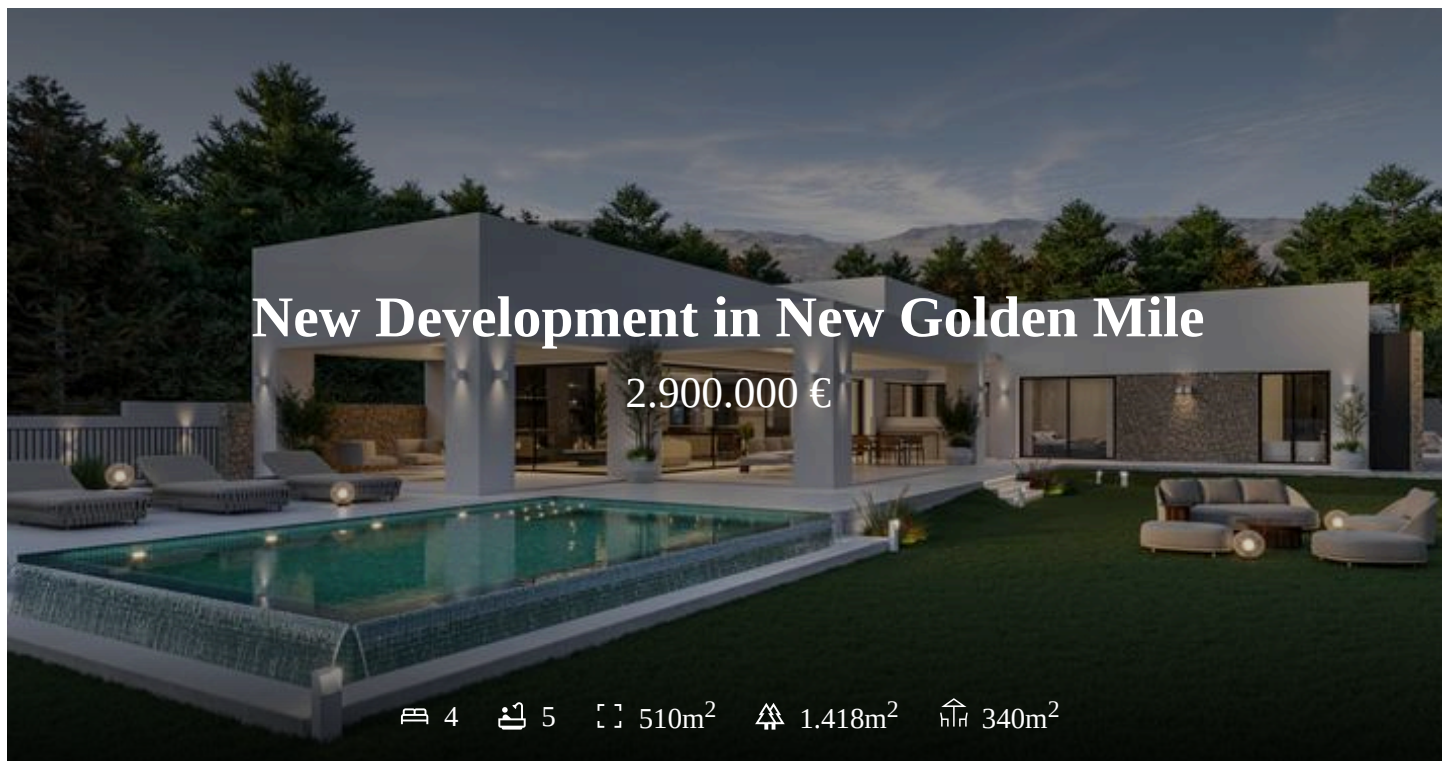 New Development in New Golden Mile
2.900.000 €
4 5 510m² 1.418m² 340m²